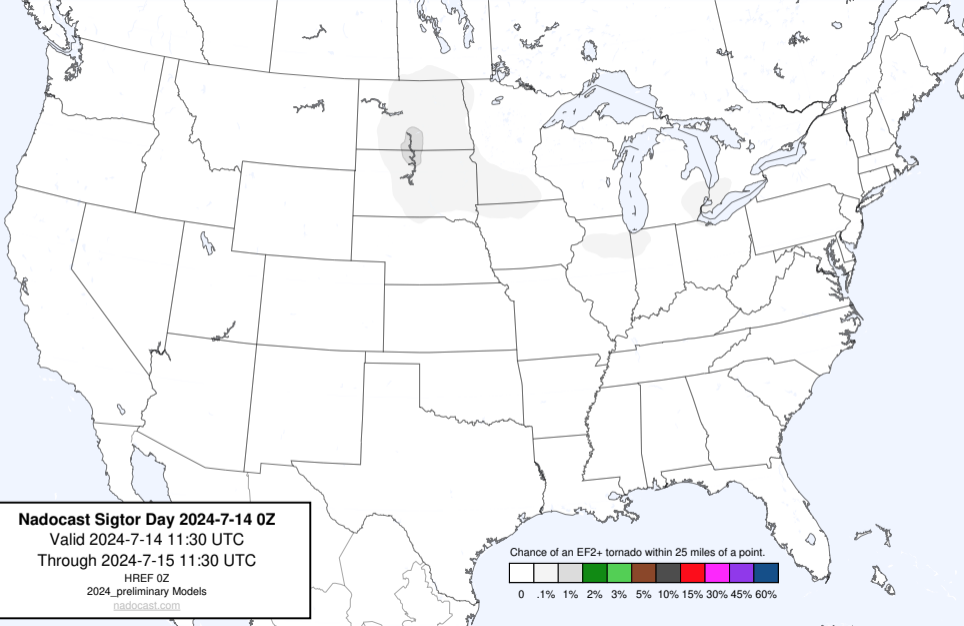 Nadocast Sigtor Day 2024-7-14 0Z
Valid 2024-7-14 11:30 UTC
Through 2024-7-15 11:30 UTC
HREF 0Z
2024_preliminary Models
nadocast.com
Chance of an EF2+ tornado within 25 miles of a point.
0 .1% 1% 2% 3% 5% 10% 15% 30% 45% 60%